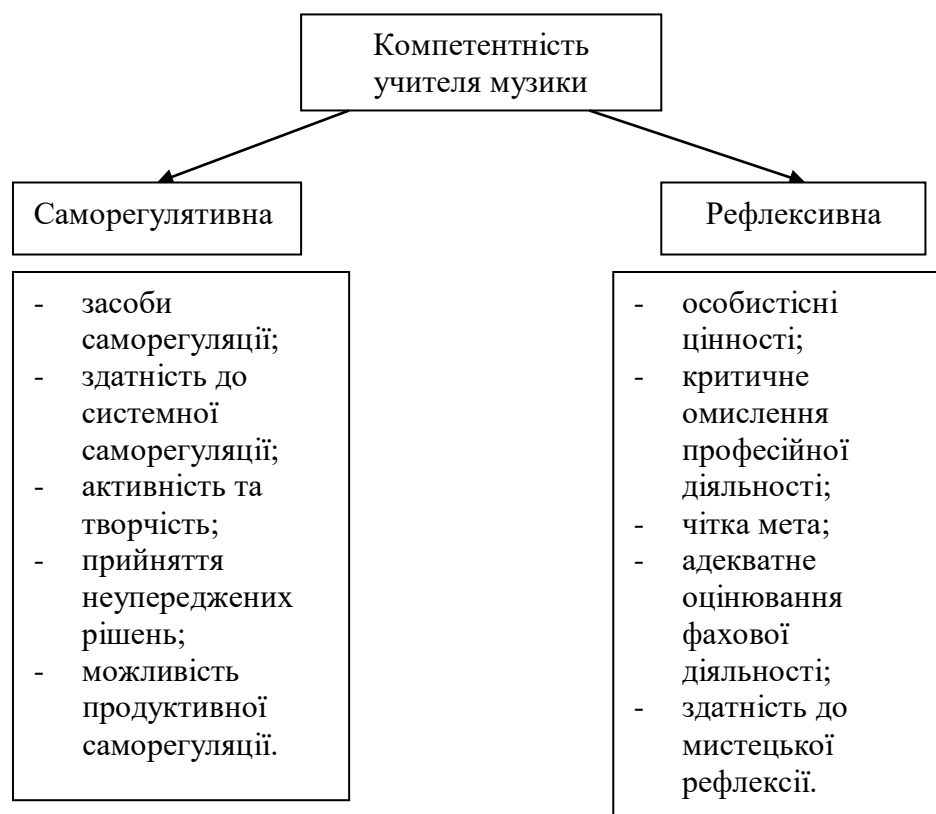 Компетентність
учителя музики
Саморегулятивна
Рефлексивна
- засоби
саморегуляції;
- здатність до
системної
саморегуляції;
- активність та
творчість;
- прийняття
неупереджених
рішень;
- можливість
продуктивної
саморегуляції.
- особистісні
цінності;
- критичне
омислення
професійної
діяльності;
- чітка мета;
- адекватне
оцінювання
фахової
діяльності;
- здатність до
мистецької
рефлексії.